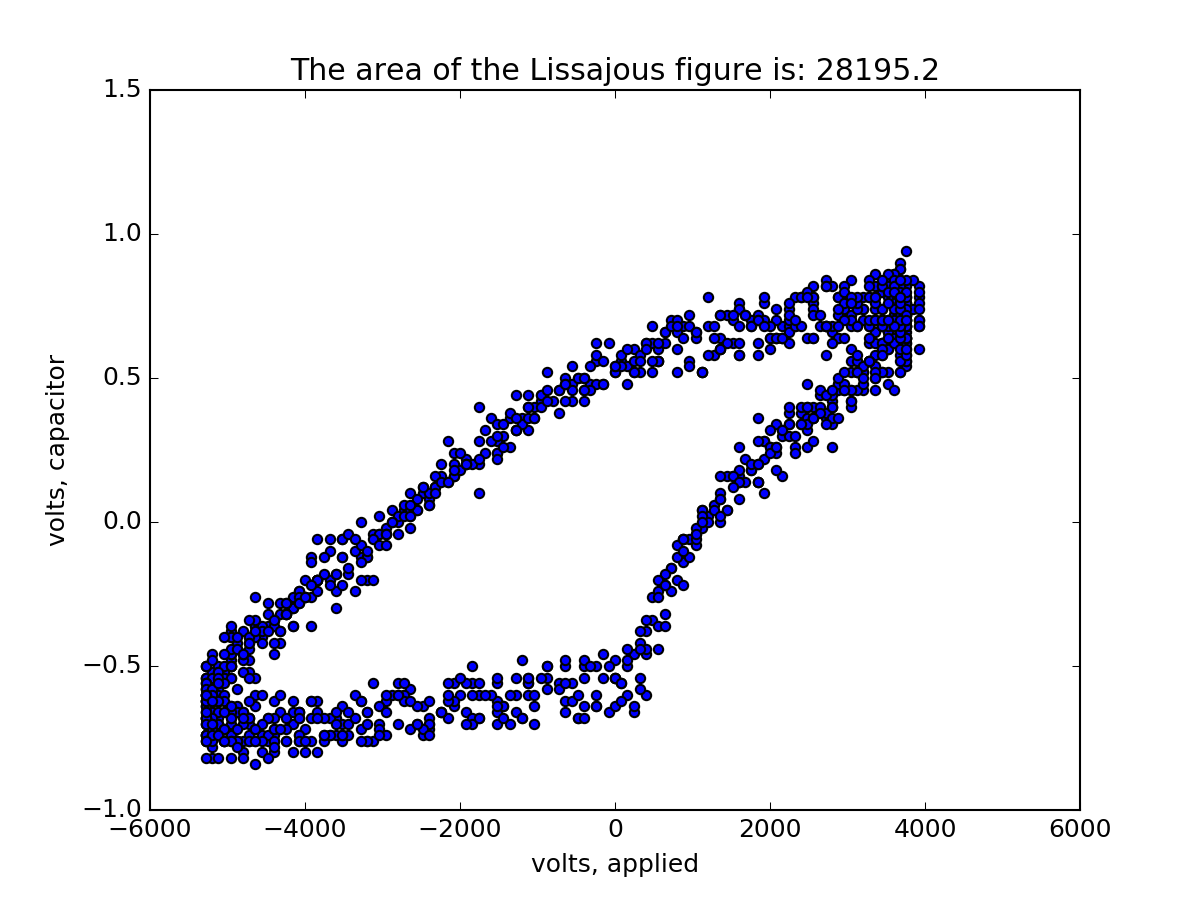 The area of the Lissajous figure is: 28195.2
1.5
1.0
0.5
0.0
−0.5
−1.0
volts, capacitor
−6000 −4000 −2000 0 2000 4000 6000
volts, applied